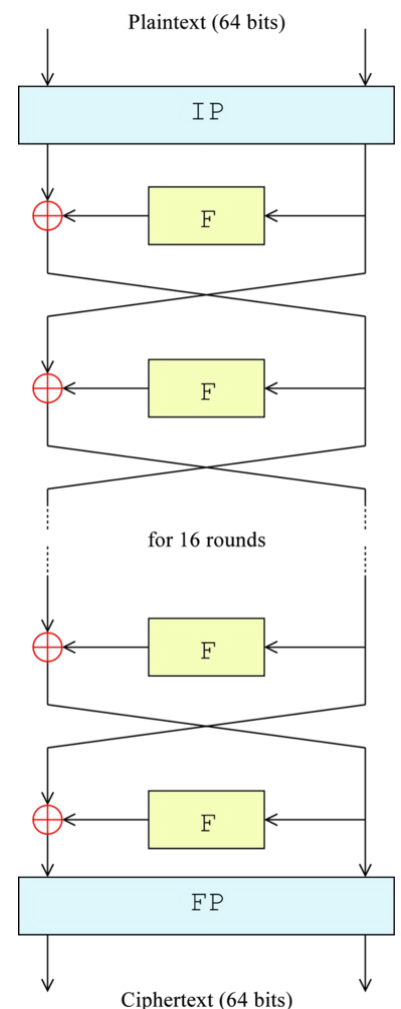 Plaintext (64 bits)
IP
F
F
for 16 rounds
F
F
FP
Ciphertext (64 bits)